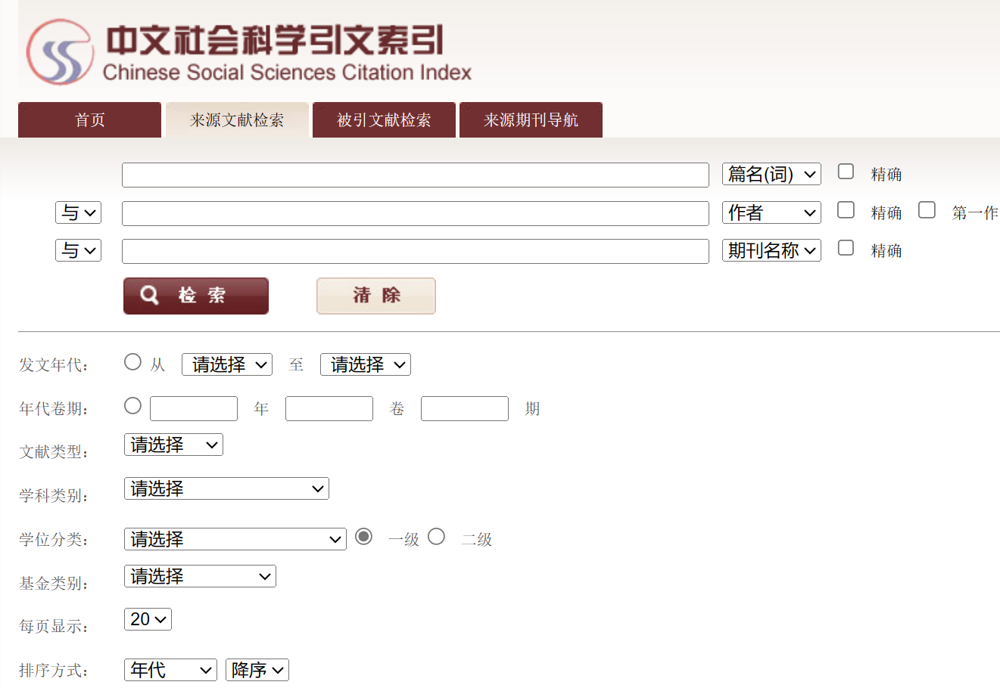 中文社会科学引文索引
Chinese Social Sciences Citation Index
首页 来源文献检索 被引文献检索 来源期刊导航
篇名(词) 精确
与 作者 精确 第一作
与 期刊名称 精确
检 索 清 除
发文年代： 从 请选择 至 请选择
年代卷期： 年 卷 期
文献类型： 请选择
学科类别： 请选择
学位分类： 请选择 一级 二级
基金类别： 请选择
每页显示： 20
排序方式： 年代 降序